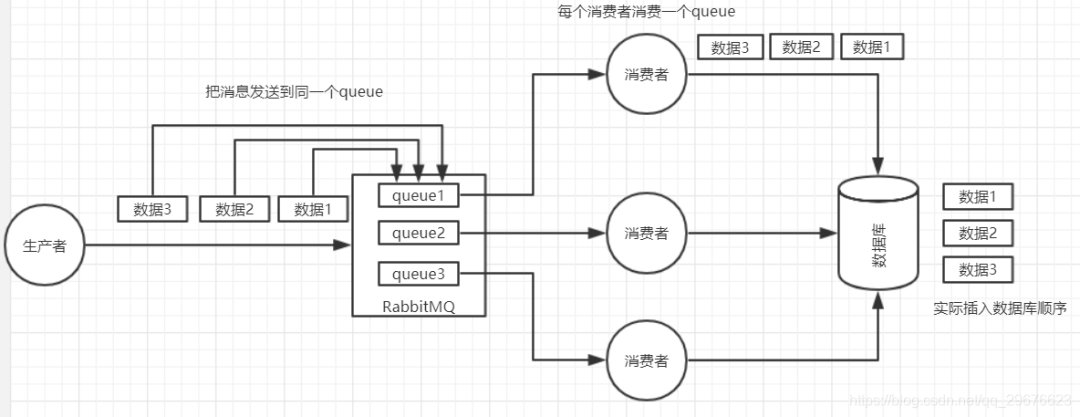 每个消费者消费一个queue
数据3 数据2 数据1
消费者
把消息发送到同一个queue
数据3 数据2 数据1
queue1
queue2
queue3
RabbitMQ
生产者
消费者
消费者
数据库
数据1
数据2
数据3
实际插入数据库顺序
https://blog.csdn.net/qq_29676623